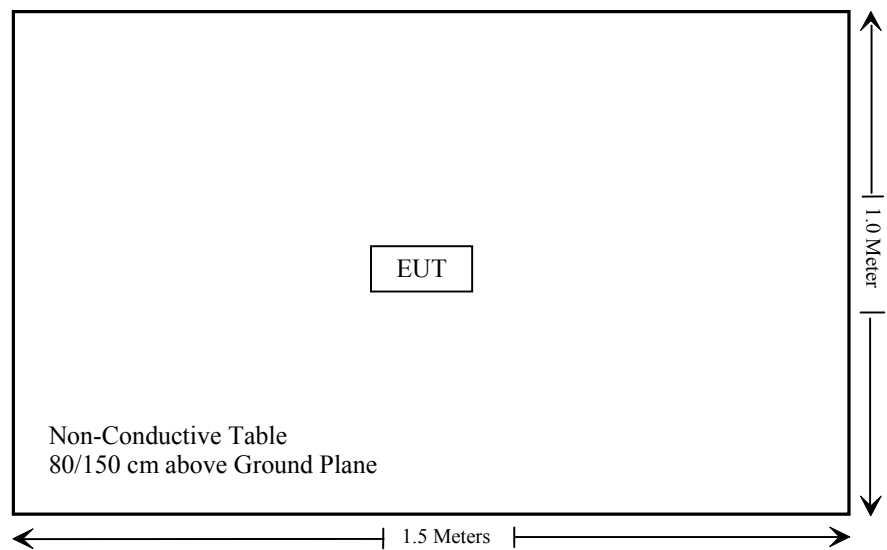 EUT
1.0 Meter
Non-Conductive Table
80/150 cm above Ground Plane
1.5 Meters